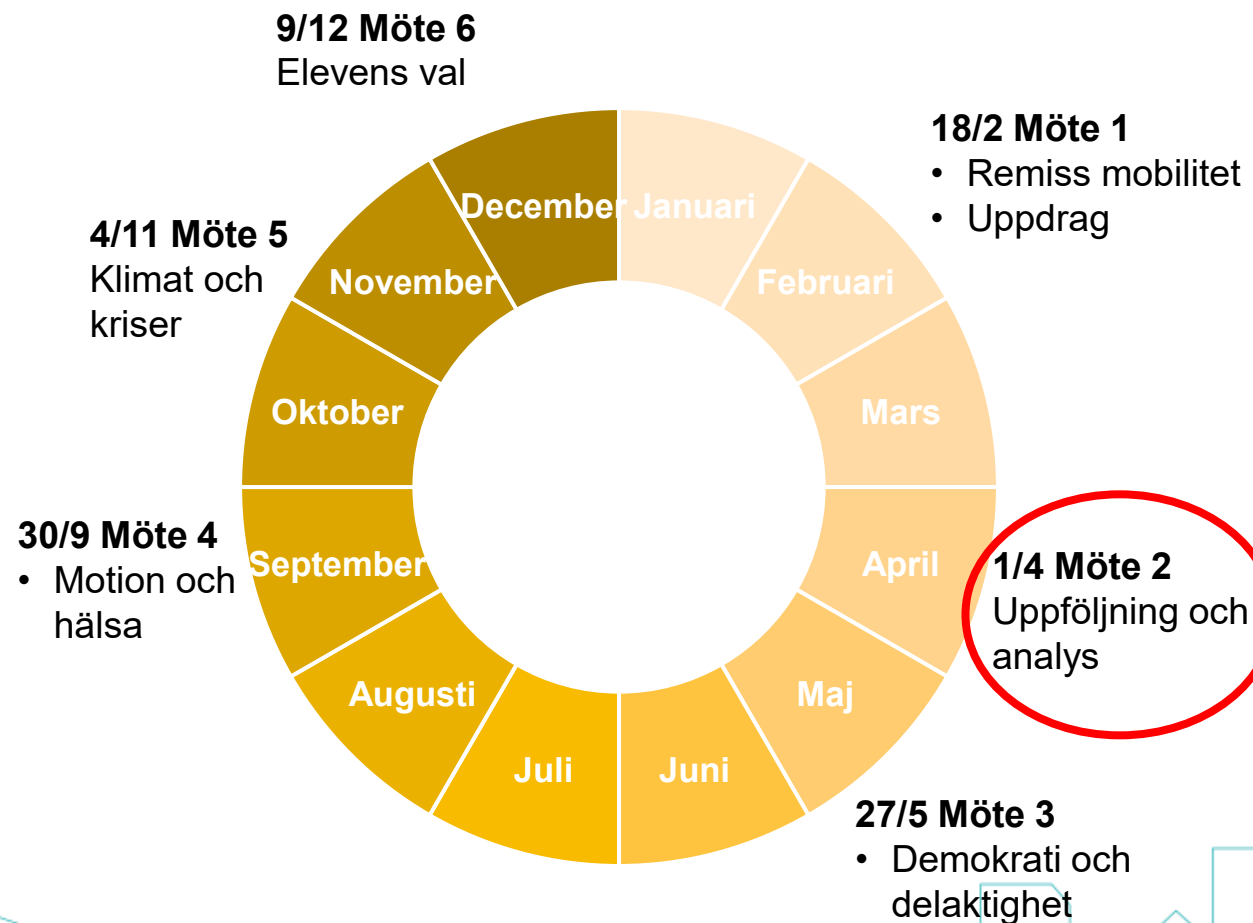 9/12 Möte 6
Elevens val
18/2 Möte 1
• Remiss mobilitet
• Uppdrag
4/11 Möte 5
Klimat och
kriser
December
Januari
November
Februari
Oktober
Mars
30/9 Möte 4
• Motion och
hälsa
September
April
1/4 Möte 2
Uppföljning och
analys
Augusti
Maj
Juli
Juni
27/5 Möte 3
• Demokrati och
delaktighet